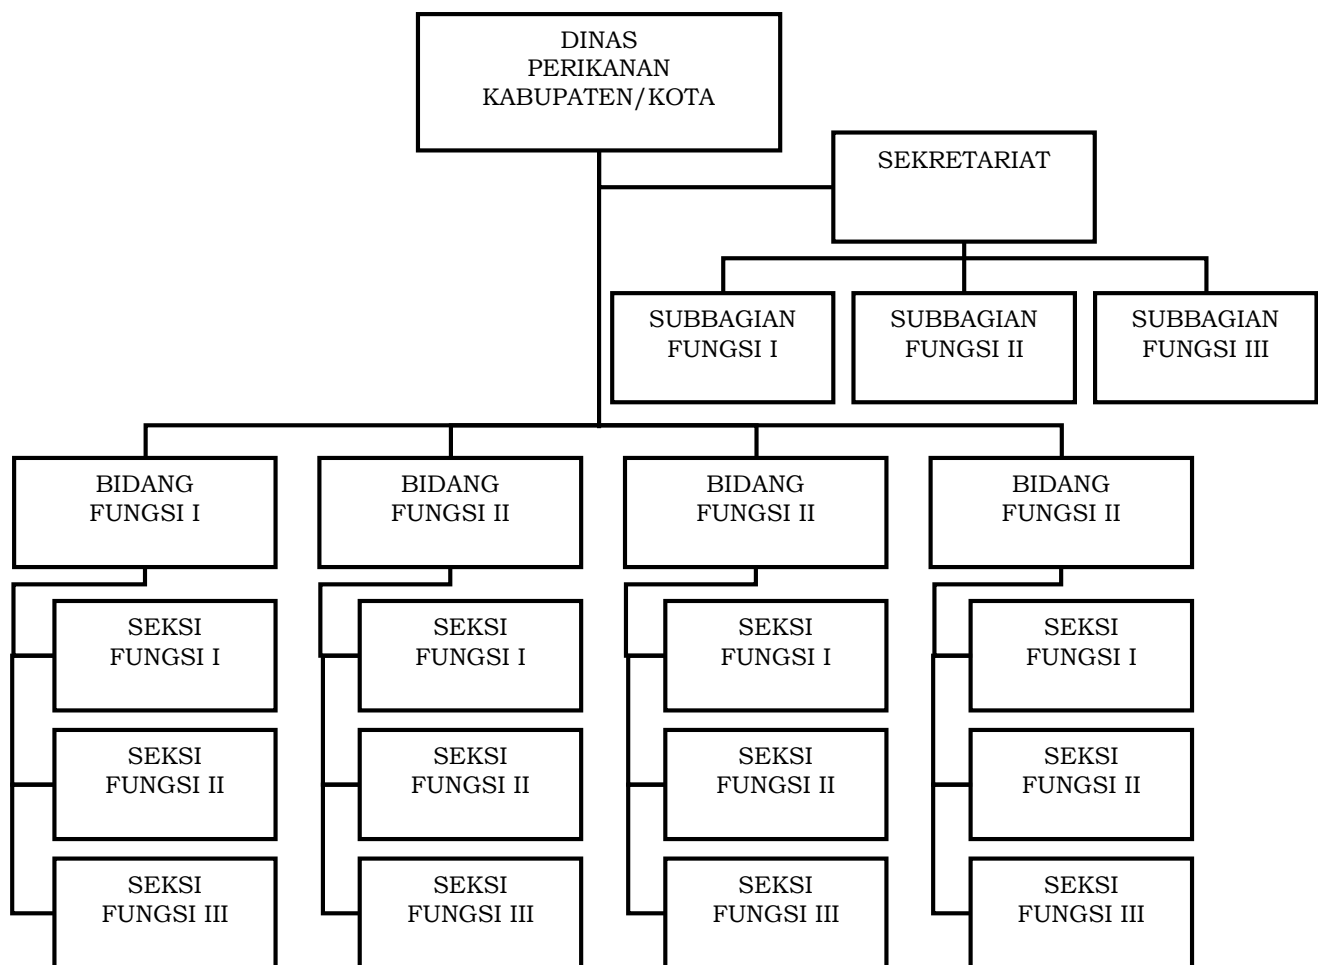 DINAS
PERIKANAN
KABUPATEN/KOTA
SEKRETARIAT
SUBBAGIAN
FUNGSI I
SUBBAGIAN
FUNGSI II
SUBBAGIAN
FUNGSI III
BIDANG
FUNGSI I
BIDANG
FUNGSI II
BIDANG
FUNGSI II
BIDANG
FUNGSI II
SEKSI
FUNGSI I
SEKSI
FUNGSI I
SEKSI
FUNGSI I
SEKSI
FUNGSI I
SEKSI
FUNGSI II
SEKSI
FUNGSI II
SEKSI
FUNGSI II
SEKSI
FUNGSI II
SEKSI
FUNGSI III
SEKSI
FUNGSI III
SEKSI
FUNGSI III
SEKSI
FUNGSI III